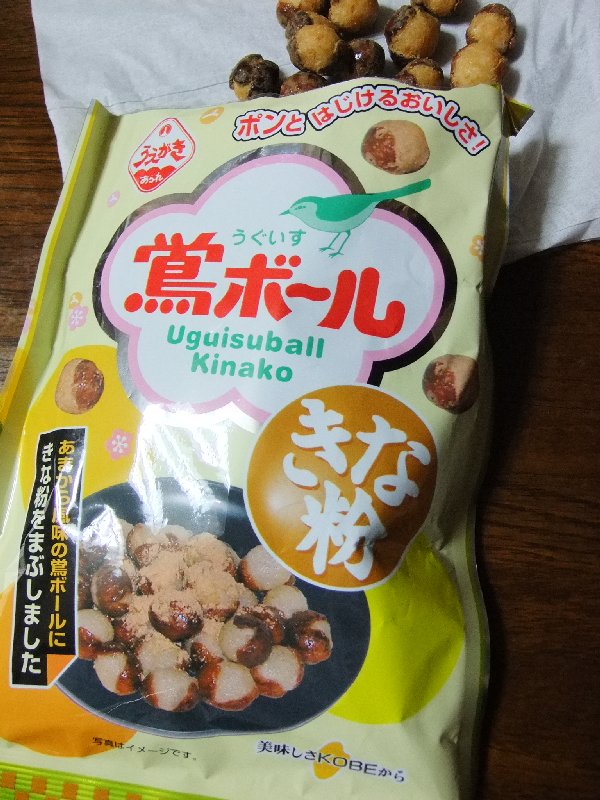 ポンと はじけるおいしさ!
うえがき
あられ
うぐいす
鶯ボール
Uguisuball
Kinako
きな粉
あまから風味の鶯ボールに
きな粉をまぶしました
写真はイメージです。
美味しさKOBEから